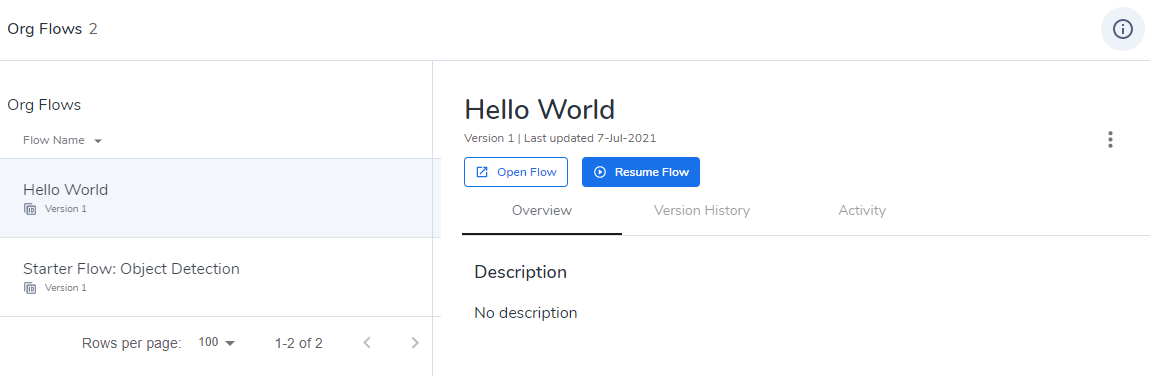 Org Flows 2
Org Flows
Flow Name
Hello World
Version 1
Starter Flow: Object Detection
Version 1
Rows per page: 100 1-2 of 2
Hello World
Version 1 | Last updated 7-Jul-2021
Open Flow Resume Flow
Overview Version History Activity
Description
No description